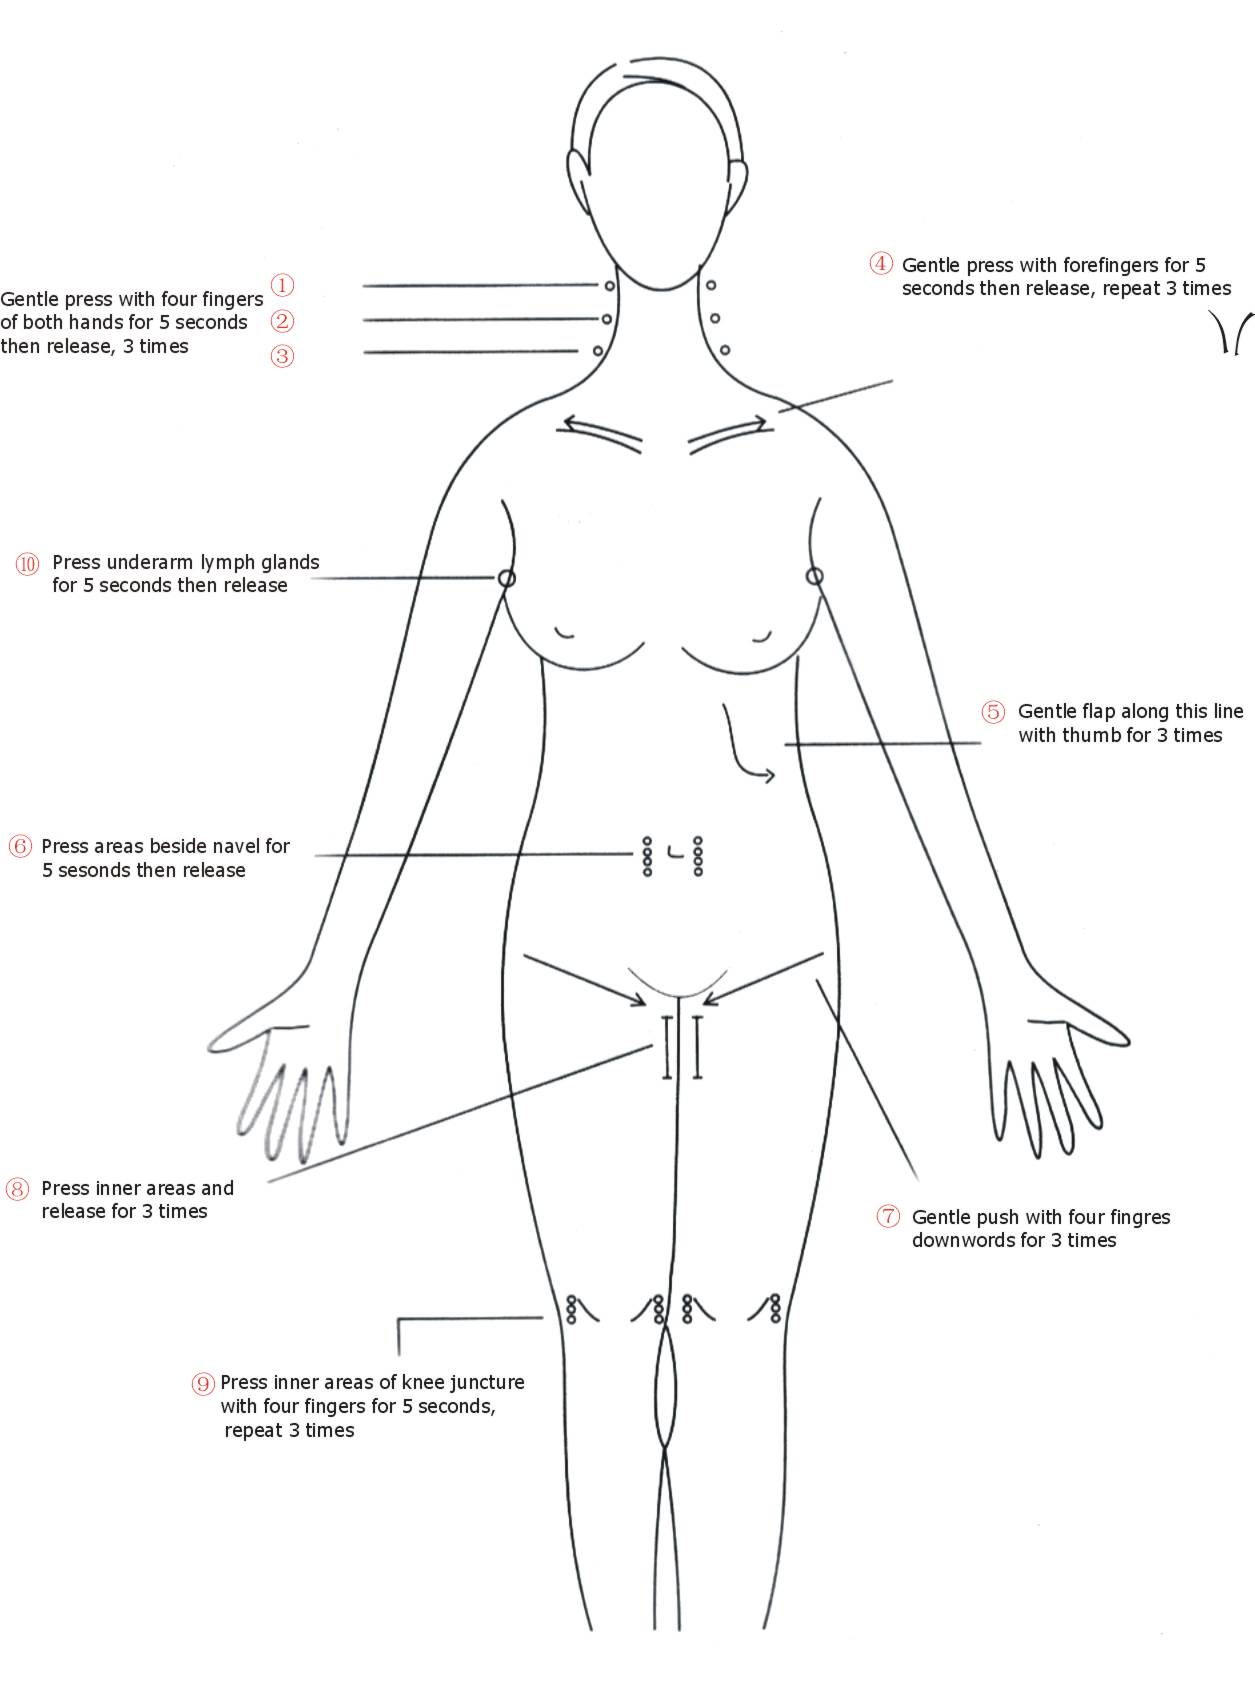 ①
Gentle press with four fingers
of both hands for 5 seconds
then release, 3 times
②
③
④ Gentle press with forefingers for 5
seconds then release, repeat 3 times
⑩ Press underarm lymph glands
for 5 seconds then release
⑤ Gentle flap along this line
with thumb for 3 times
⑥ Press areas beside navel for
5 sesonds then release
⑧ Press inner areas and
release for 3 times
⑦ Gentle push with four fingres
downwords for 3 times
⑨ Press inner areas of knee juncture
with four fingers for 5 seconds,
repeat 3 times